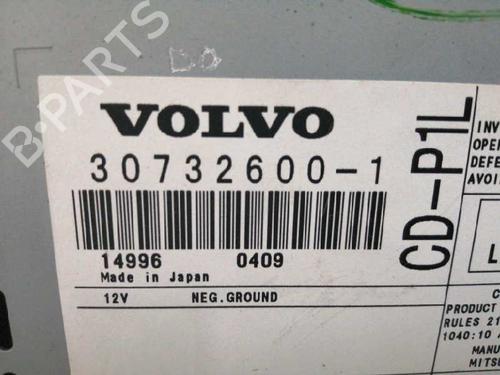 B-PARTS
VOLVO
30732600-1
14996 0409
Made in Japan
12V NEG.GROUND
CD-P1L
INV
OPE
DEFE
AVOI
L
C
PRODUCT
RULES 21
1040:10
MANU
MITSU